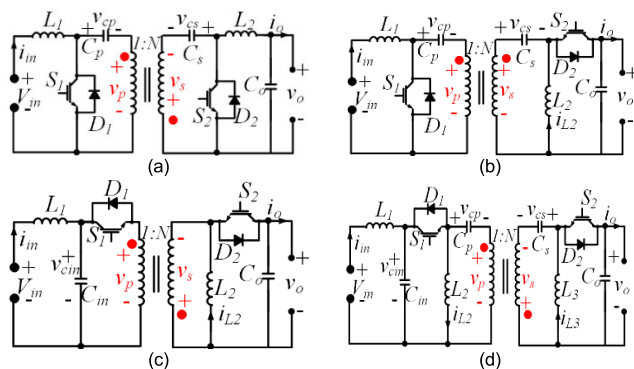 L1 + vcp - 1:N vcs L2 io
Cp - + Cs
iin S1 D1 + vp - - vs + S2 D2 Co + vo -
+ Vin -
(a)
L1 + vcp - 1:N + vcs - S2 io
Cp Cs D2
iin S1 D1 + vp - + vs - L2 iL2 Co + vo -
+ Vin -
(b)
L1 D1 S1 1:N S2 io
iin vcin + - Cin + vp - - vs + D2 L2 iL2 Co + vo -
+ Vin -
(c)
L1 D1 S1 + vcp - 1:N vcs + S2 io
Cp Cs D2
iin vcin + - Cin L2 iL2 + vp - - vs + L3 iL3 Co + vo -
+ Vin -
(d)